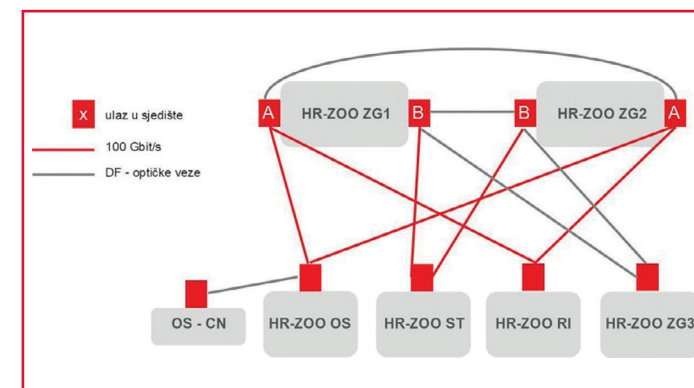 A
HR-ZOO ZG1
B
B
HR-ZOO ZG2
A
x
ulaz u sjedište
100 Gbit/s
DF - optičke veze
OS - CN
HR-ZOO OS
HR-ZOO ST
HR-ZOO RI
HR-ZOO ZG3